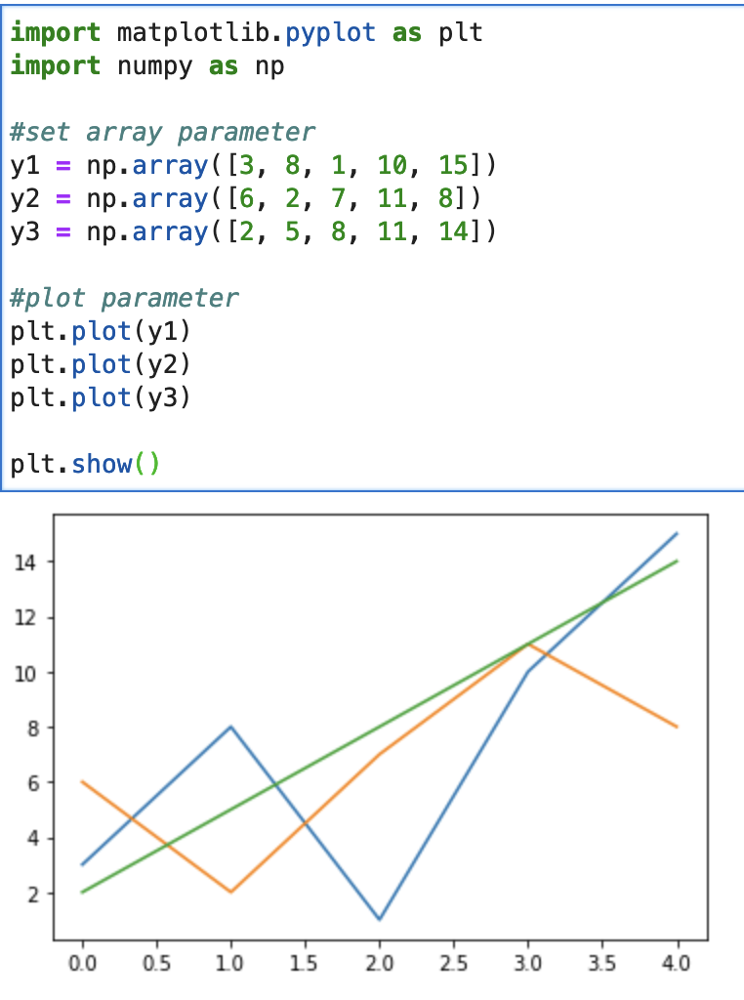 import matplotlib.pyplot as plt
import numpy as np
#set array parameter
y1 = np.array([3, 8, 1, 10, 15])
y2 = np.array([6, 2, 7, 11, 8])
y3 = np.array([2, 5, 8, 11, 14])
#plot parameter
plt.plot(y1)
plt.plot(y2)
plt.plot(y3)
plt.show()
14
12
10
8
6
4
2
0.0 0.5 1.0 1.5 2.0 2.5 3.0 3.5 4.0